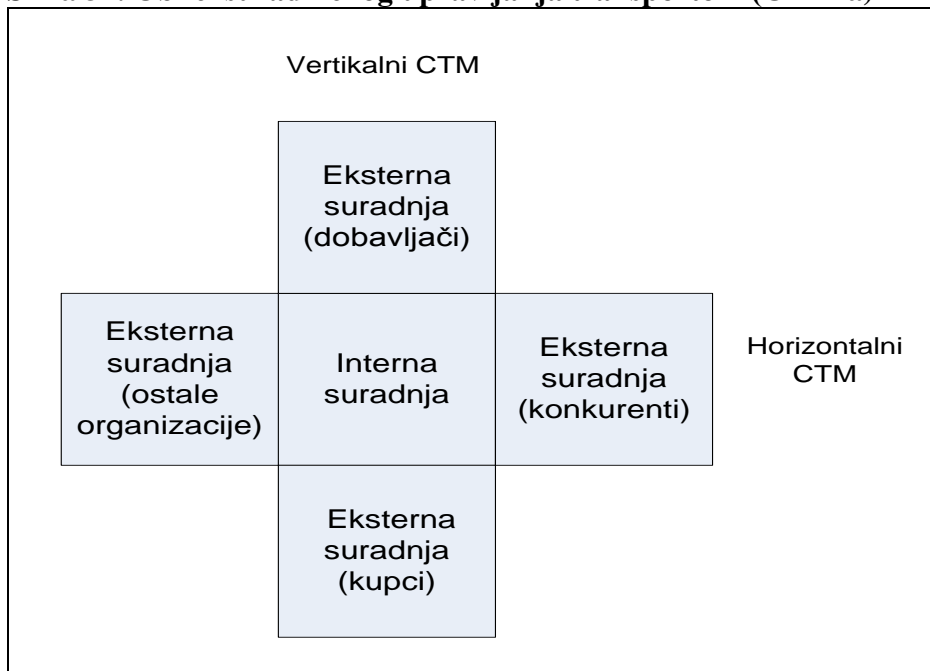 Vertikalni CTM
Eksterna
suradnja
(dobavljači)
Eksterna
suradnja
(ostale
organizacije)
Interna
suradnja
Eksterna
suradnja
(konkurenti)
Horizontalni
CTM
Eksterna
suradnja
(kupci)